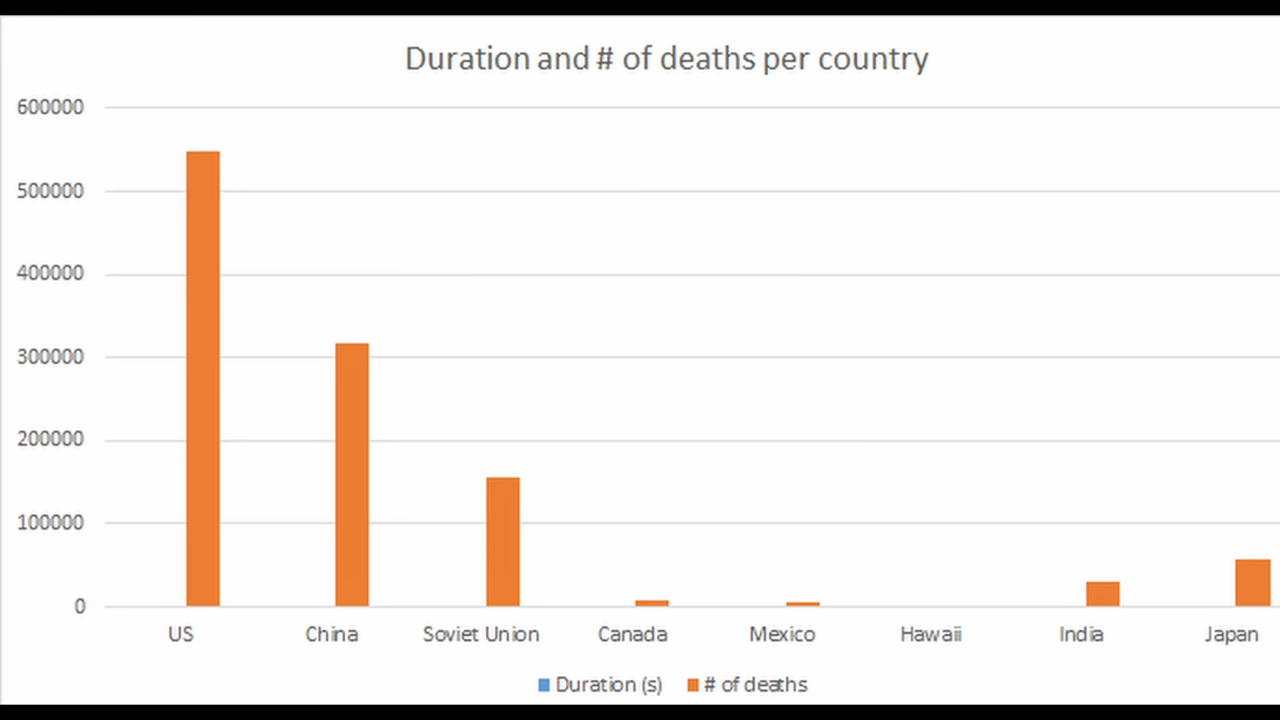 Duration and # of deaths per country
600000
500000
400000
300000
200000
100000
0
US China Soviet Union Canada Mexico Hawaii India Japan
Duration (s) # of deaths